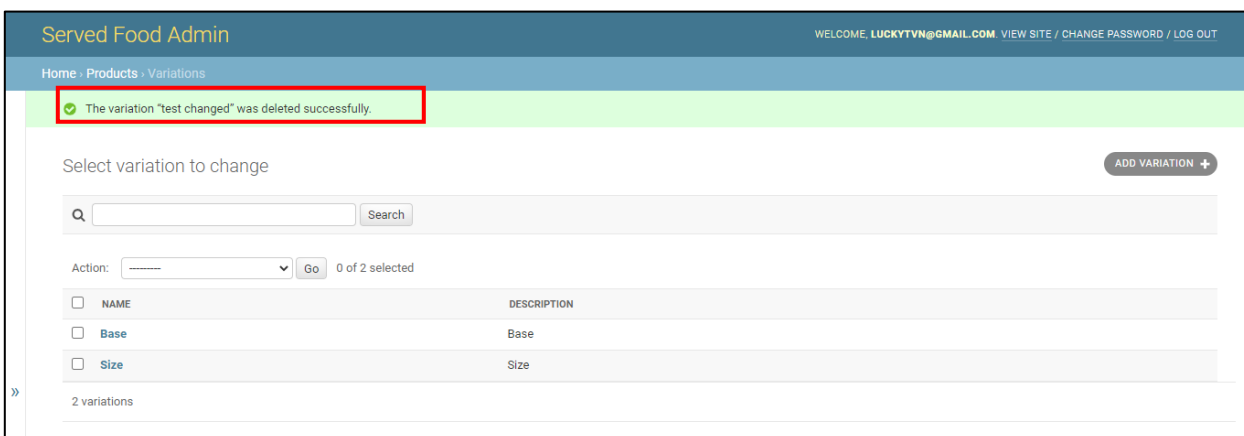 Served Food Admin
WELCOME, LUCKYTVN@GMAIL.COM. VIEW SITE / CHANGE PASSWORD / LOG OUT
Home › Products › Variations
The variation “test changed” was deleted successfully.
Select variation to change
ADD VARIATION +
Search
Action: --------- Go 0 of 2 selected
NAME DESCRIPTION
Base Base
Size Size
»
2 variations